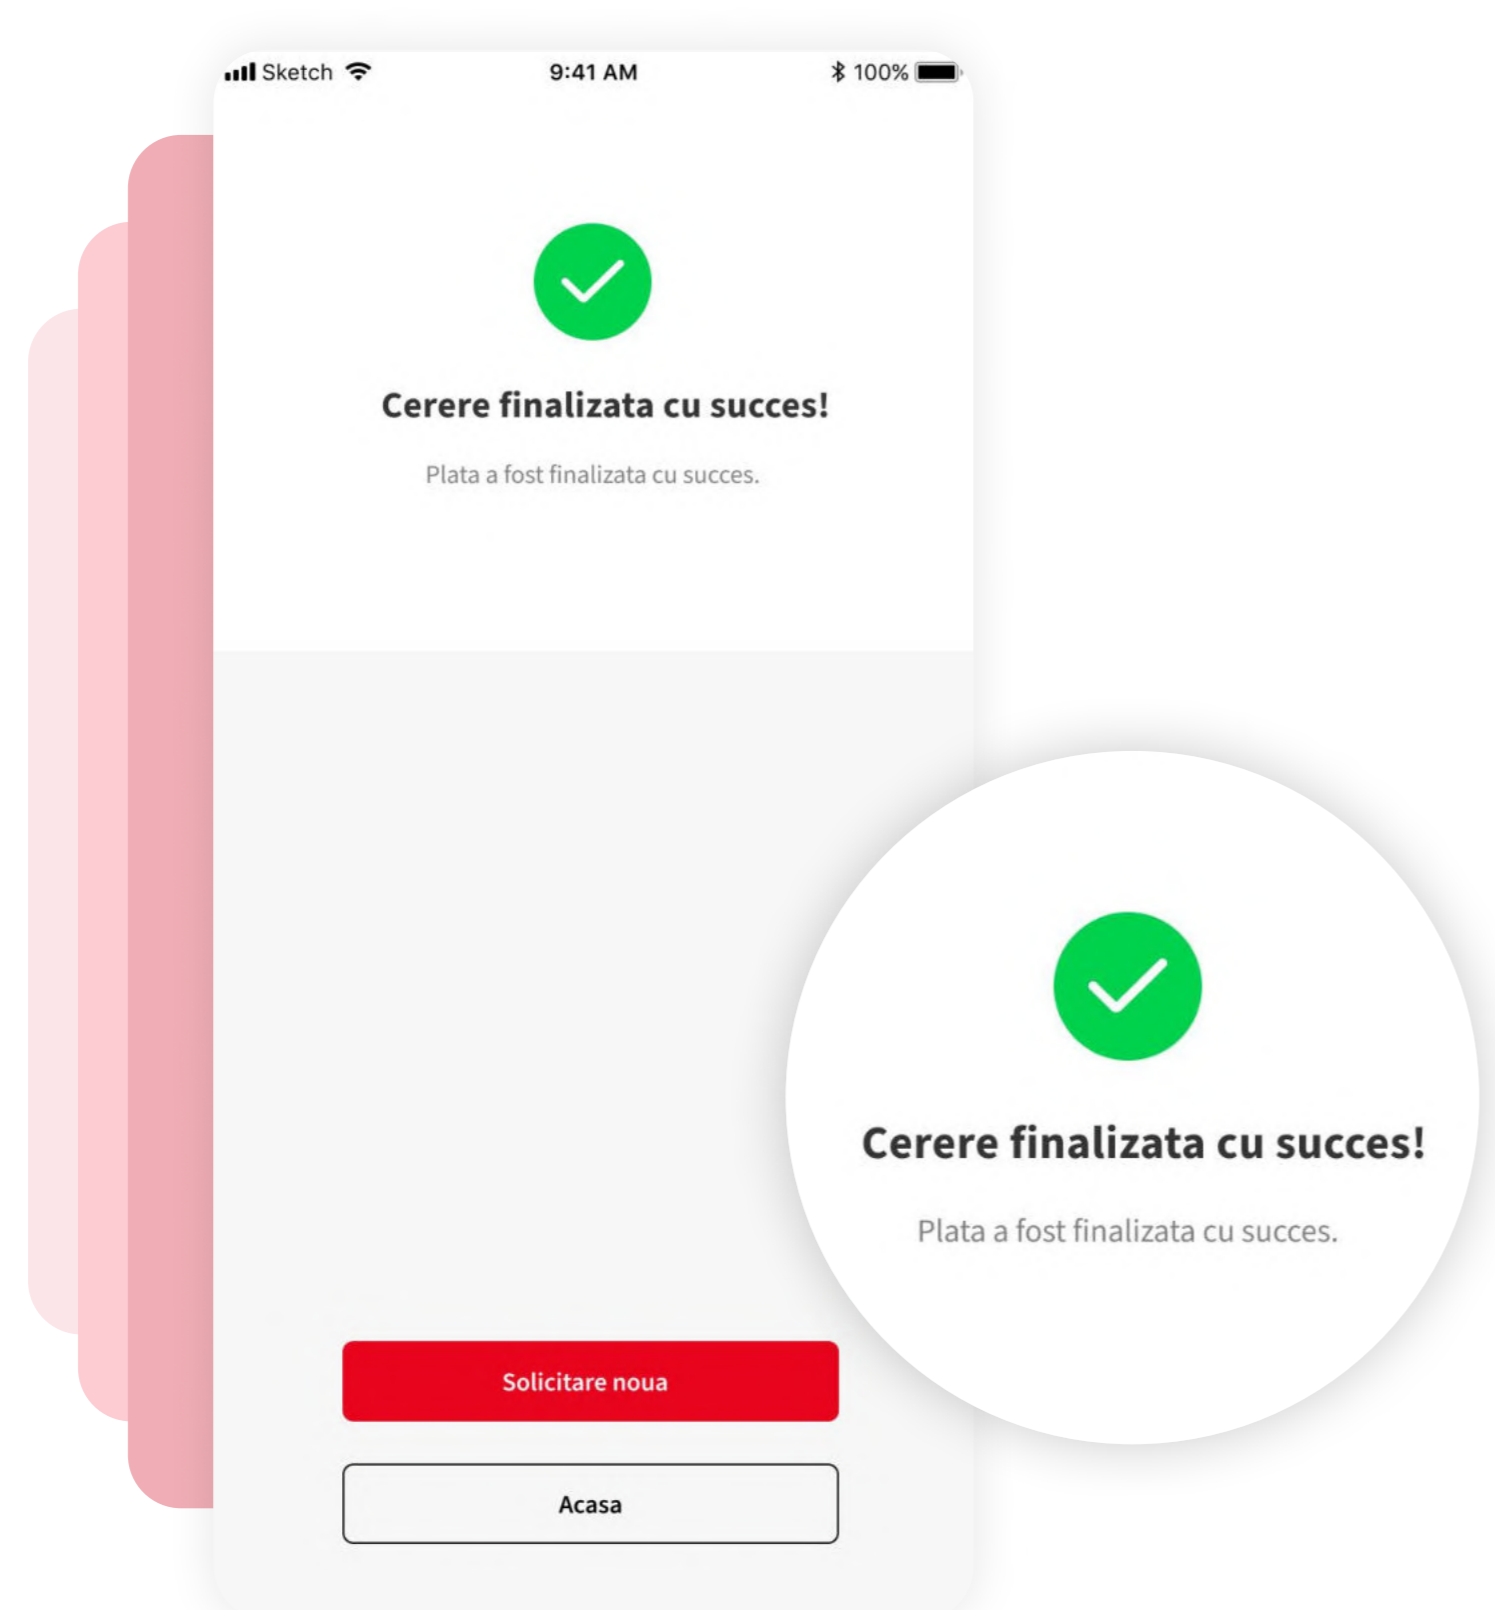 Sketch 9:41 AM 100%
Cerere finalizata cu succes!
Plata a fost finalizata cu succes.
Cerere finalizata cu succes!
Plata a fost finalizata cu succes.
Solicitare noua
Acasa